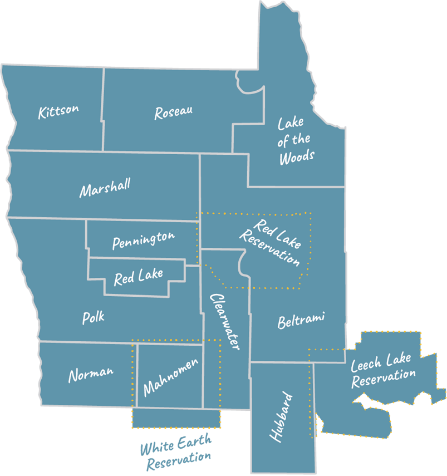 Kittson
Roseau
Lake
of the
Woods
Marshall
Pennington
Red Lake
Reservation
Red Lake
Clearwater
Polk
Beltrami
Norman
Mahnomen
Leech Lake
Reservation
Hubbard
White Earth
Reservation